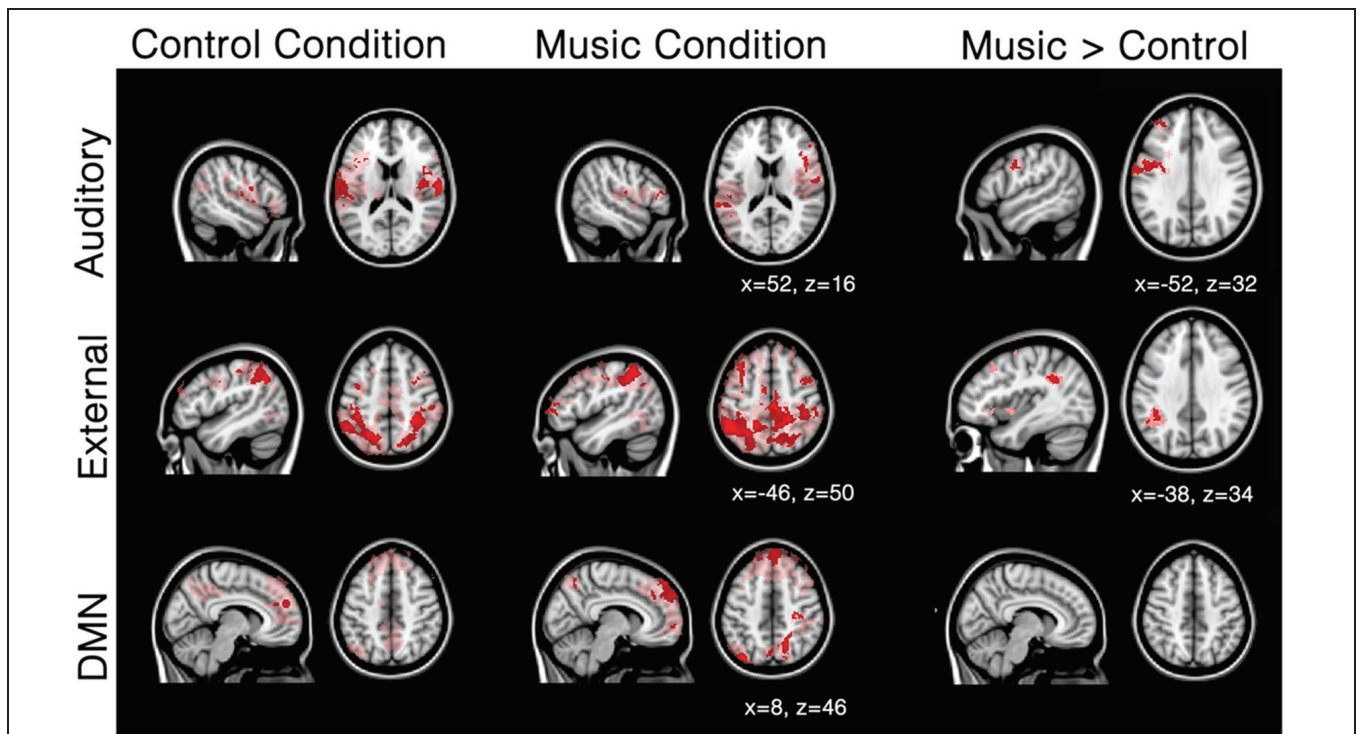 Control Condition
Music Condition
Music > Control
Auditory
x=52, z=16
x=-52, z=32
External
x=-46, z=50
x=-38, z=34
DMN
x=8, z=46